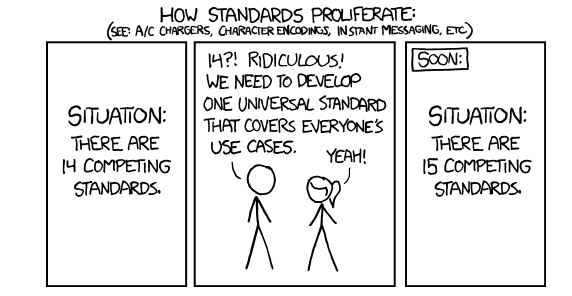 HOW STANDARDS PROLIFERATE:
(SEE: A/C CHARGERS, CHARACTER ENCODINGS, INSTANT MESSAGING, ETC.)
SITUATION:
THERE ARE
14 COMPETING
STANDARDS.
14?! RIDICULOUS!
WE NEED TO DEVELOP
ONE UNIVERSAL STANDARD
THAT COVERS EVERYONE'S
USE CASES.
YEAH!
SOON:
SITUATION:
THERE ARE
15 COMPETING
STANDARDS.